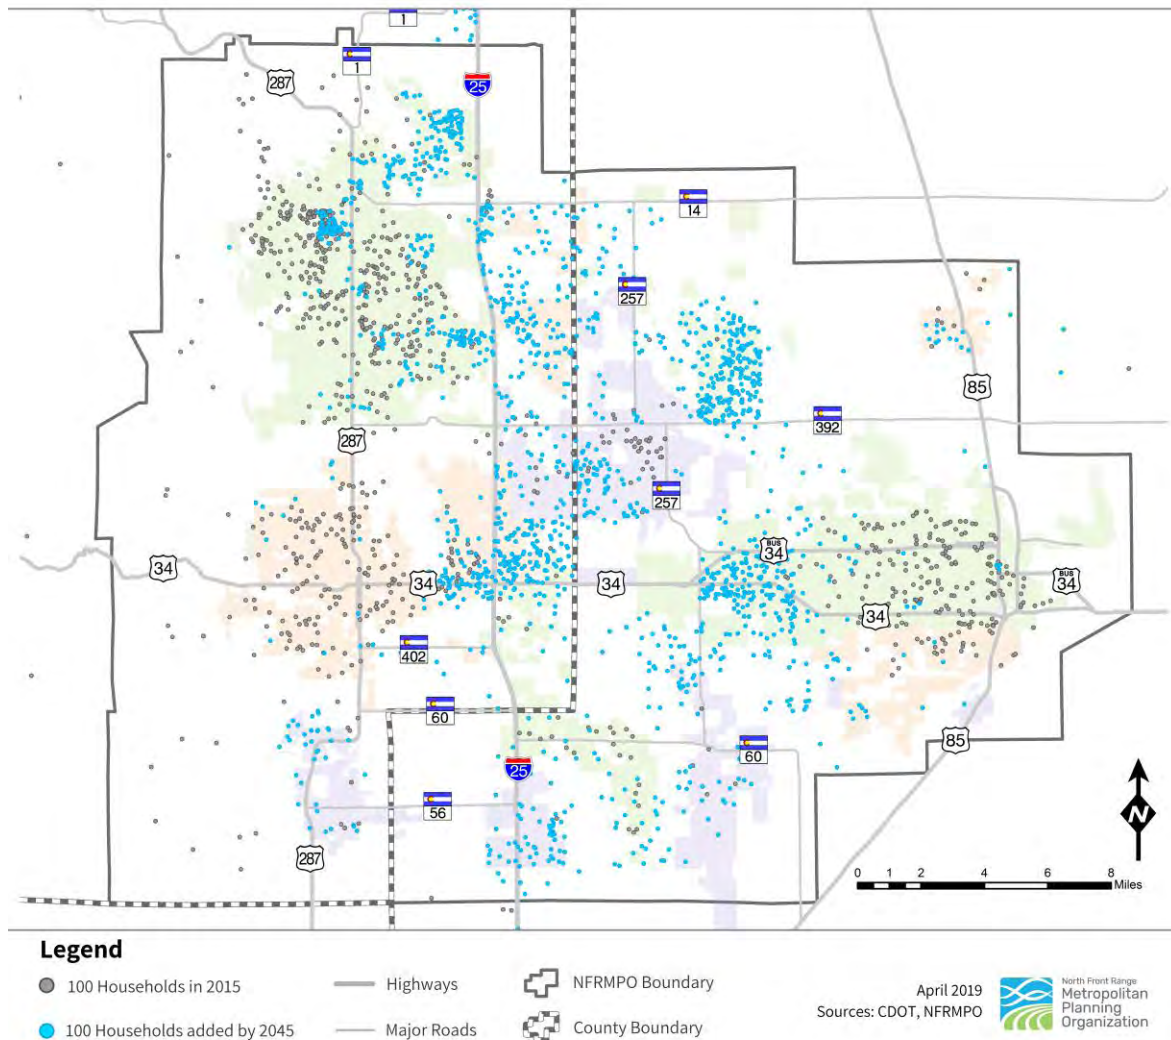 1
1
287
25
14
257
85
392
287
257
BUS
34
34
34
34
BUS
34
34
402
60
85
60
25
56
N
287
0 1 2 4 6 8
Miles
Legend
100 Households in 2015
Highways
NFRMPO Boundary
100 Households added by 2045
Major Roads
County Boundary
April 2019
Sources: CDOT, NFRMPO
North Front Range
Metropolitan
Planning
Organization